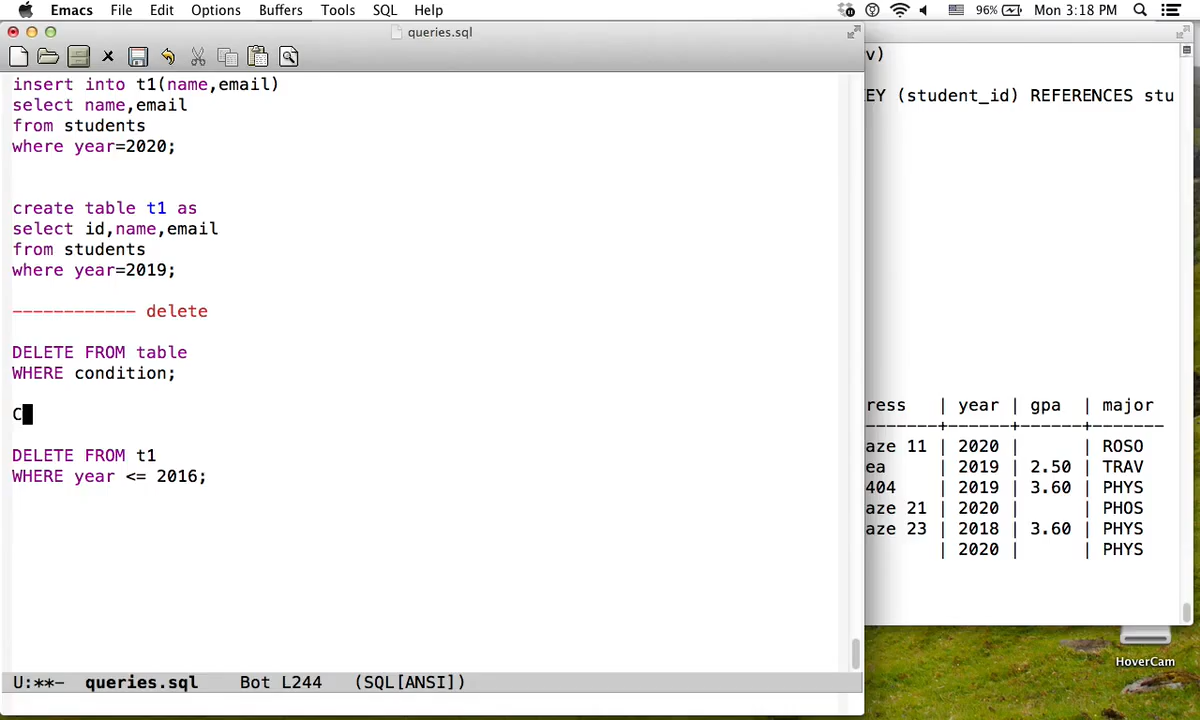 Emacs File Edit Options Buffers Tools SQL Help 96% Mon 3:18 PM
queries.sql
insert into t1(name,email)
select name,email
from students
where year=2020;
create table t1 as
select id,name,email
from students
where year=2019;
------------ delete
DELETE FROM table
WHERE condition;
C
DELETE FROM t1
WHERE year <= 2016;
U:**- queries.sql Bot L244 (SQL[ANSI])
v)
EY (student_id) REFERENCES stu
ress | year | gpa | major
-------+------+------+-------
aze 11 | 2020 | | ROSO
ea | 2019 | 2.50 | TRAV
404 | 2019 | 3.60 | PHYS
aze 21 | 2020 | | PHOS
aze 23 | 2018 | 3.60 | PHYS
| 2020 | | PHYS
HoverCam